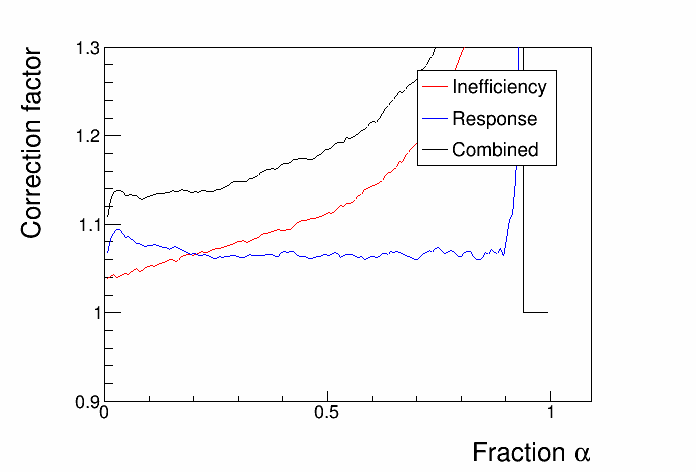 Correction factor
1.3
1.2
1.1
1
0.9
Inefficiency
Response
Combined
0
0.5
1
Fraction α